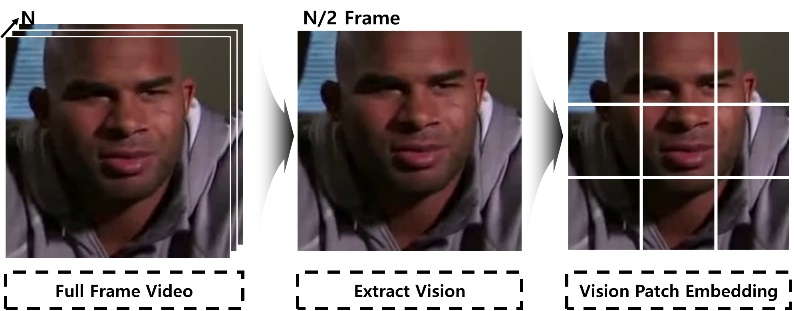 N
N/2 Frame
Full Frame Video
Extract Vision
Vision Patch Embedding